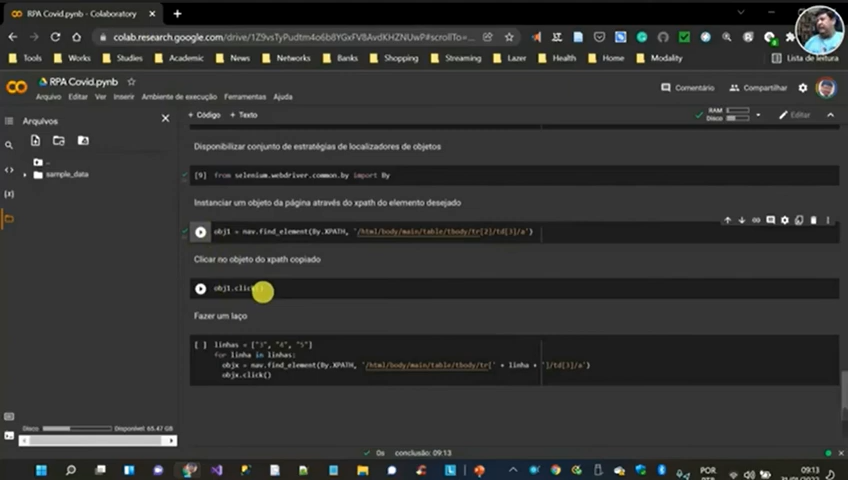 RPA Covid.pynb - Colaboratory
colab.research.google.com/drive/
Tools Works Studies Academic News Networks Banks Shopping Streaming Lazer Health Home Modality Lista de leitura
RPA Covid.pynb
Arquivo Editar Ver Inserir Ambiente de execução Ferramentas Ajuda
Comentário Compartilhar
Arquivos
+ Código + Texto
RAM
Disco
Editar
..
sample_data
Disponibilizar conjunto de estratégias de localizadores de objetos
[9] from selenium.webdriver.common.by import By
Instanciar um objeto da página através do xpath do elemento desejado
obj1 = nav.find_element(By.XPATH, '/html/body/main/table/tbody/tr[2]/td[3]/a')
Clicar no objeto do xpath copiado
obj1.click()
Fazer um laço
[ ] linhas = ["3", "4", "5"]
for linha in linhas:
objx = nav.find_element(By.XPATH, '/html/body/main/table/tbody/tr[' + linha + ']/td[3]/a')
objx.click()
Disco Disponível: 65.47 GB
0s conclusão: 09:13
POR
09:13